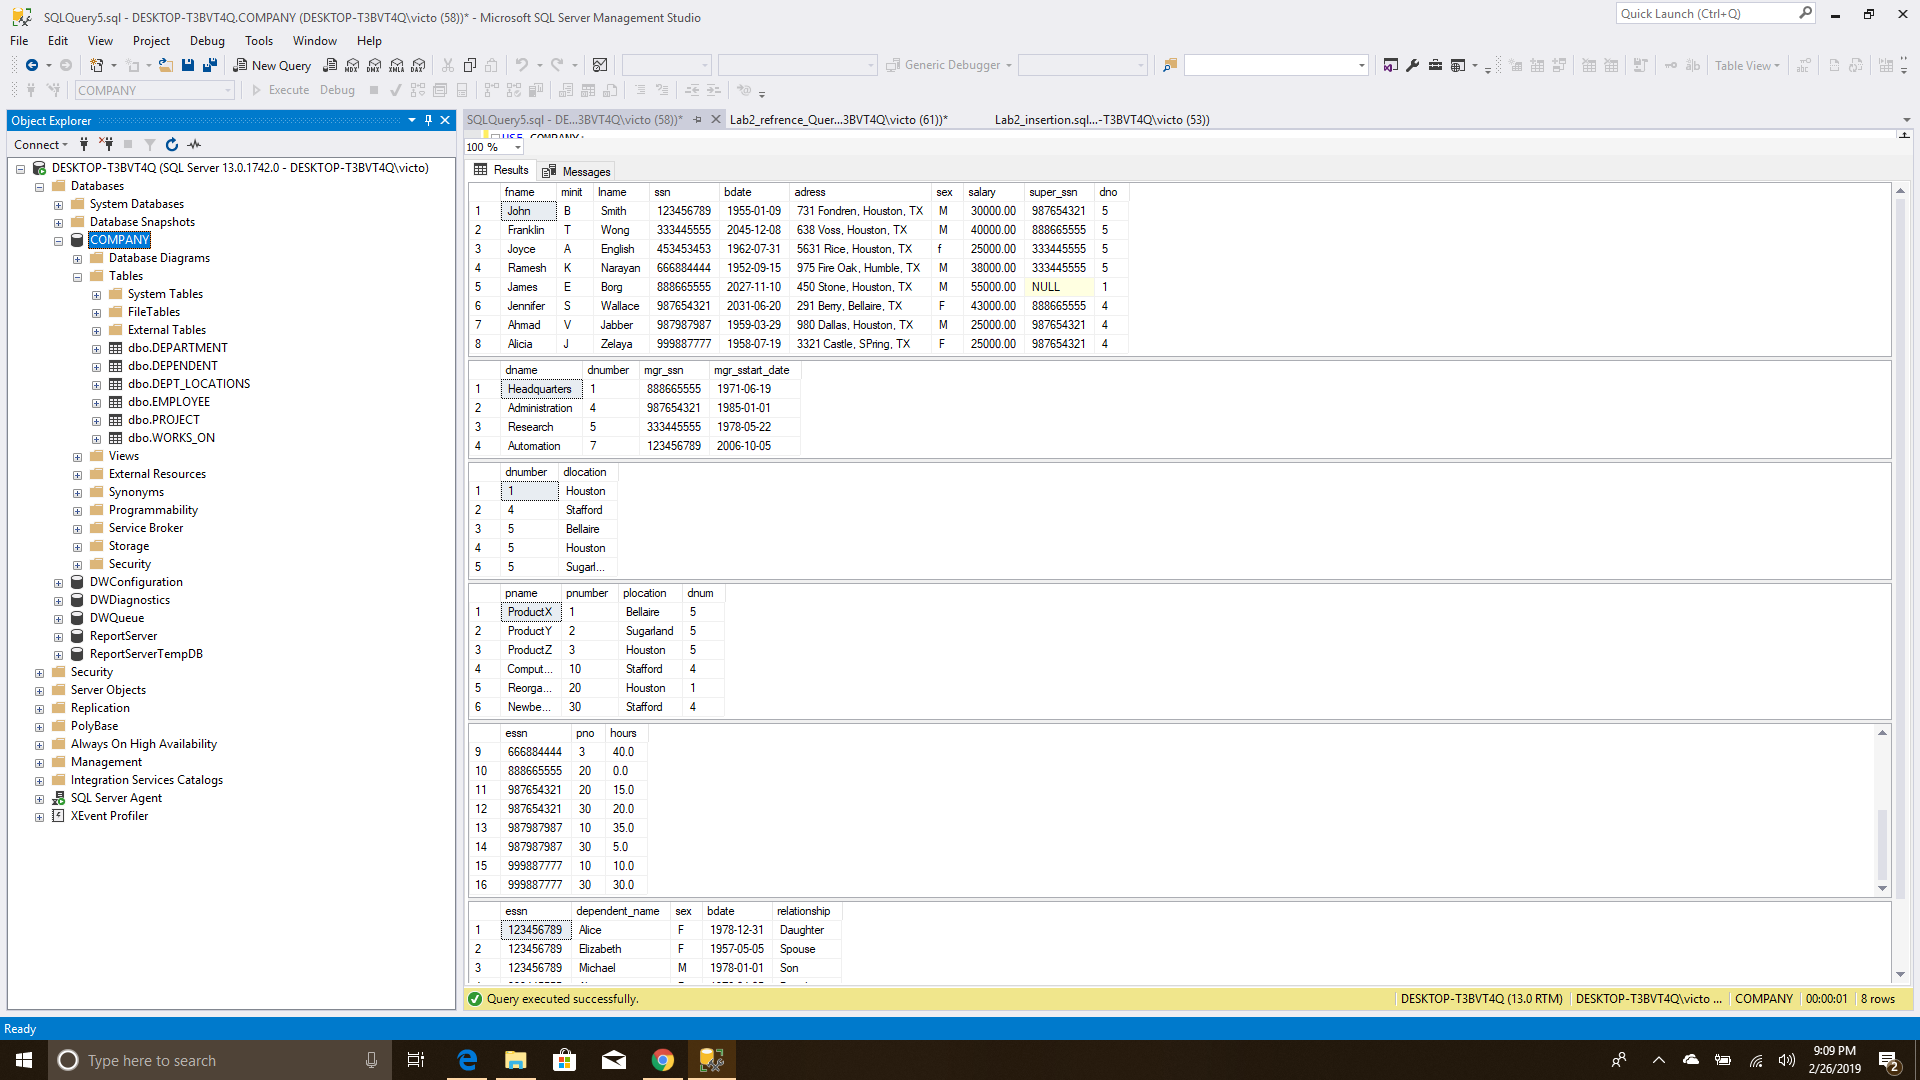 SQLQuery5.sql - DESKTOP-T3BVT4Q.COMPANY (DESKTOP-T3BVT4Q\victo (58))* - Microsoft SQL Server Management Studio
Quick Launch (Ctrl+Q)
File Edit View Project Debug Tools Window Help
New Query MDX DMX XMLA DAX Generic Debugger Table View
COMPANY Execute Debug
Object Explorer
SQLQuery5.sql - DE...3BVT4Q\victo (58))* Lab2_refrence_Quer...3BVT4Q\victo (61))* Lab2_insertion.sql...-T3BVT4Q\victo (53))
USE COMPANY;
Connect
100 %
DESKTOP-T3BVT4Q (SQL Server 13.0.1742.0 - DESKTOP-T3BVT4Q\victo)
Databases
System Databases
Database Snapshots
COMPANY
Database Diagrams
Tables
System Tables
FileTables
External Tables
dbo.DEPARTMENT
dbo.DEPENDENT
dbo.DEPT_LOCATIONS
dbo.EMPLOYEE
dbo.PROJECT
dbo.WORKS_ON
Views
External Resources
Synonyms
Programmability
Service Broker
Storage
Security
DWConfiguration
DWDiagnostics
DWQueue
ReportServer
ReportServerTempDB
Security
Server Objects
Replication
PolyBase
Always On High Availability
Management
Integration Services Catalogs
SQL Server Agent
XEvent Profiler
Results Messages
fname minit lname ssn bdate adress sex salary super_ssn dno
1 John B Smith 123456789 1955-01-09 731 Fondren, Houston, TX M 30000.00 987654321 5
2 Franklin T Wong 333445555 2045-12-08 638 Voss, Houston, TX M 40000.00 888665555 5
3 Joyce A English 453453453 1962-07-31 5631 Rice, Houston, TX f 25000.00 333445555 5
4 Ramesh K Narayan 666884444 1952-09-15 975 Fire Oak, Humble, TX M 38000.00 333445555 5
5 James E Borg 888665555 2027-11-10 450 Stone, Houston, TX M 55000.00 NULL 1
6 Jennifer S Wallace 987654321 2031-06-20 291 Berry, Bellaire, TX F 43000.00 888665555 4
7 Ahmad V Jabber 987987987 1959-03-29 980 Dallas, Houston, TX M 25000.00 987654321 4
8 Alicia J Zelaya 999887777 1958-07-19 3321 Castle, SPring, TX F 25000.00 987654321 4
dname dnumber mgr_ssn mgr_sstart_date
1 Headquarters 1 888665555 1971-06-19
2 Administration 4 987654321 1985-01-01
3 Research 5 333445555 1978-05-22
4 Automation 7 123456789 2006-10-05
dnumber dlocation
1 1 Houston
2 4 Stafford
3 5 Bellaire
4 5 Houston
5 5 Sugarl...
pname pnumber plocation dnum
1 ProductX 1 Bellaire 5
2 ProductY 2 Sugarland 5
3 ProductZ 3 Houston 5
4 Comput... 10 Stafford 4
5 Reorga... 20 Houston 1
6 Newbe... 30 Stafford 4
essn pno hours
9 666884444 3 40.0
10 888665555 20 0.0
11 987654321 20 15.0
12 987654321 30 20.0
13 987987987 10 35.0
14 987987987 30 5.0
15 999887777 10 10.0
16 999887777 30 30.0
essn dependent_name sex bdate relationship
1 123456789 Alice F 1978-12-31 Daughter
2 123456789 Elizabeth F 1957-05-05 Spouse
3 123456789 Michael M 1978-01-01 Son
Query executed successfully. DESKTOP-T3BVT4Q (13.0 RTM) DESKTOP-T3BVT4Q\victo ... COMPANY 00:00:01 8 rows
Ready
Type here to search
9:09 PM
2/26/2019
2